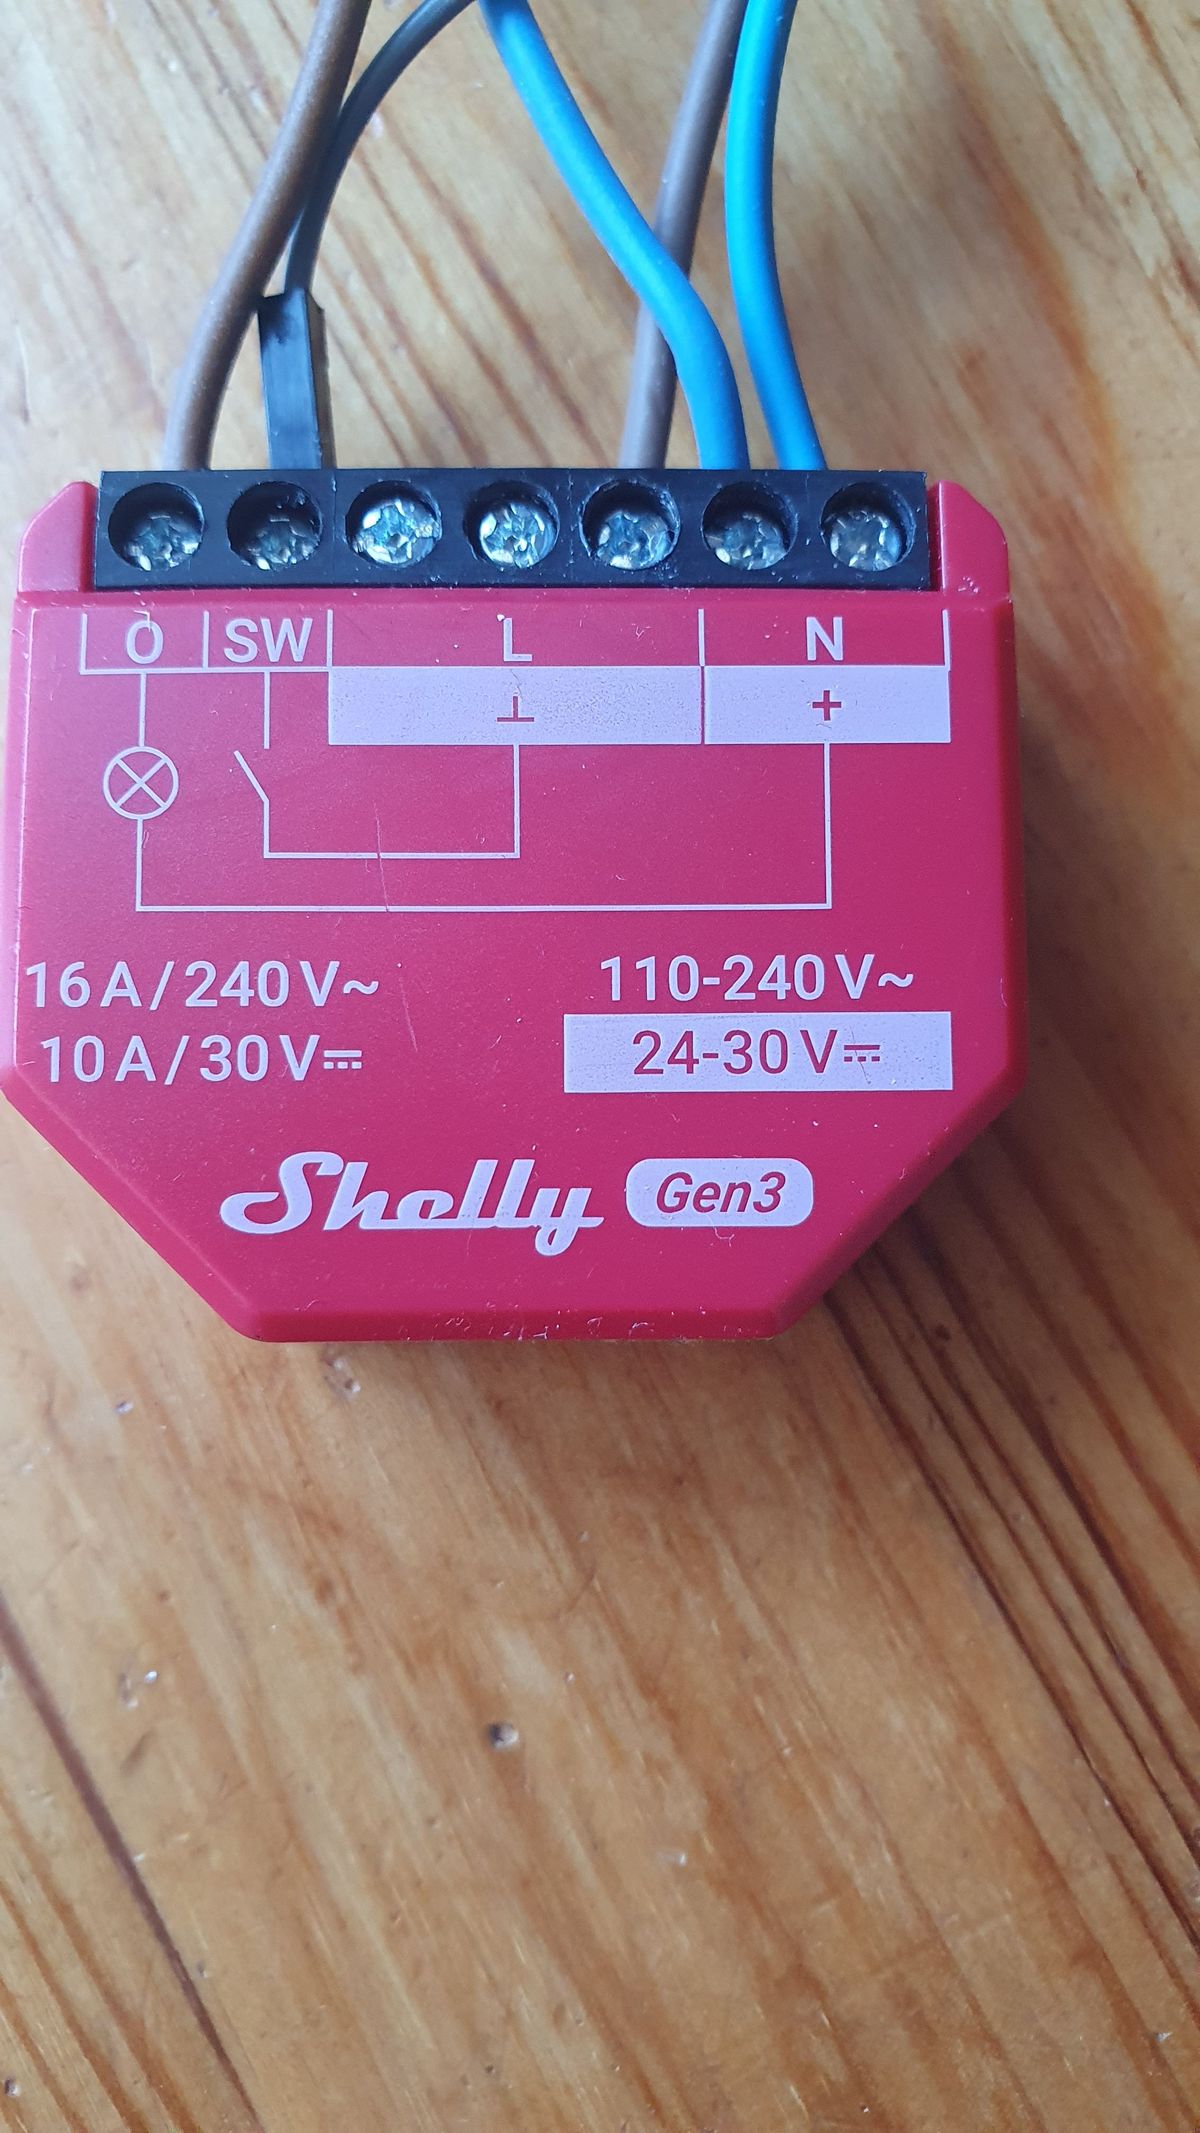 O SW L N
⊥ +
16 A / 240 V~ 110-240 V~
10 A / 30 V⎓ 24-30 V⎓
Shelly Gen3